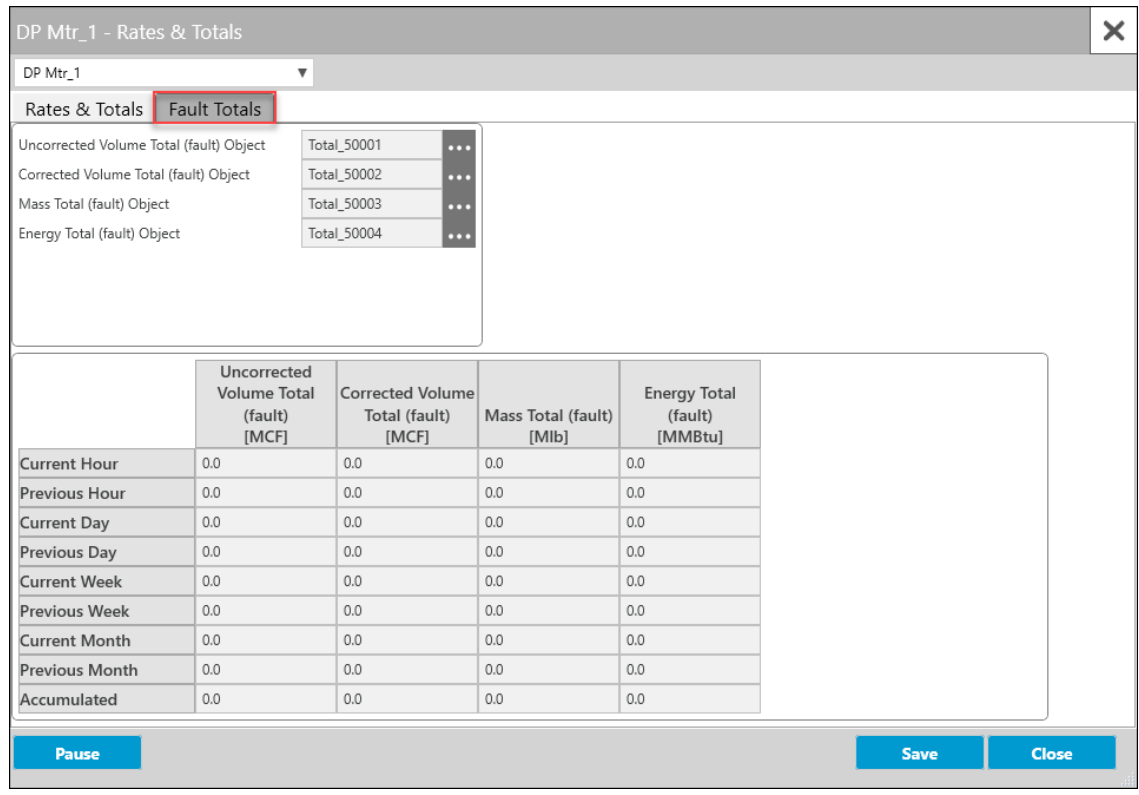 DP Mtr_1 - Rates & Totals
DP Mtr_1
Rates & Totals Fault Totals
Uncorrected Volume Total (fault) Object Total_50001
Corrected Volume Total (fault) Object Total_50002
Mass Total (fault) Object Total_50003
Energy Total (fault) Object Total_50004
Uncorrected
Volume Total
(fault)
[MCF]
Corrected Volume
Total (fault)
[MCF]
Mass Total (fault)
[Mlb]
Energy Total
(fault)
[MMBtu]
Current Hour 0.0 0.0 0.0 0.0
Previous Hour 0.0 0.0 0.0 0.0
Current Day 0.0 0.0 0.0 0.0
Previous Day 0.0 0.0 0.0 0.0
Current Week 0.0 0.0 0.0 0.0
Previous Week 0.0 0.0 0.0 0.0
Current Month 0.0 0.0 0.0 0.0
Previous Month 0.0 0.0 0.0 0.0
Accumulated 0.0 0.0 0.0 0.0
Pause Save Close